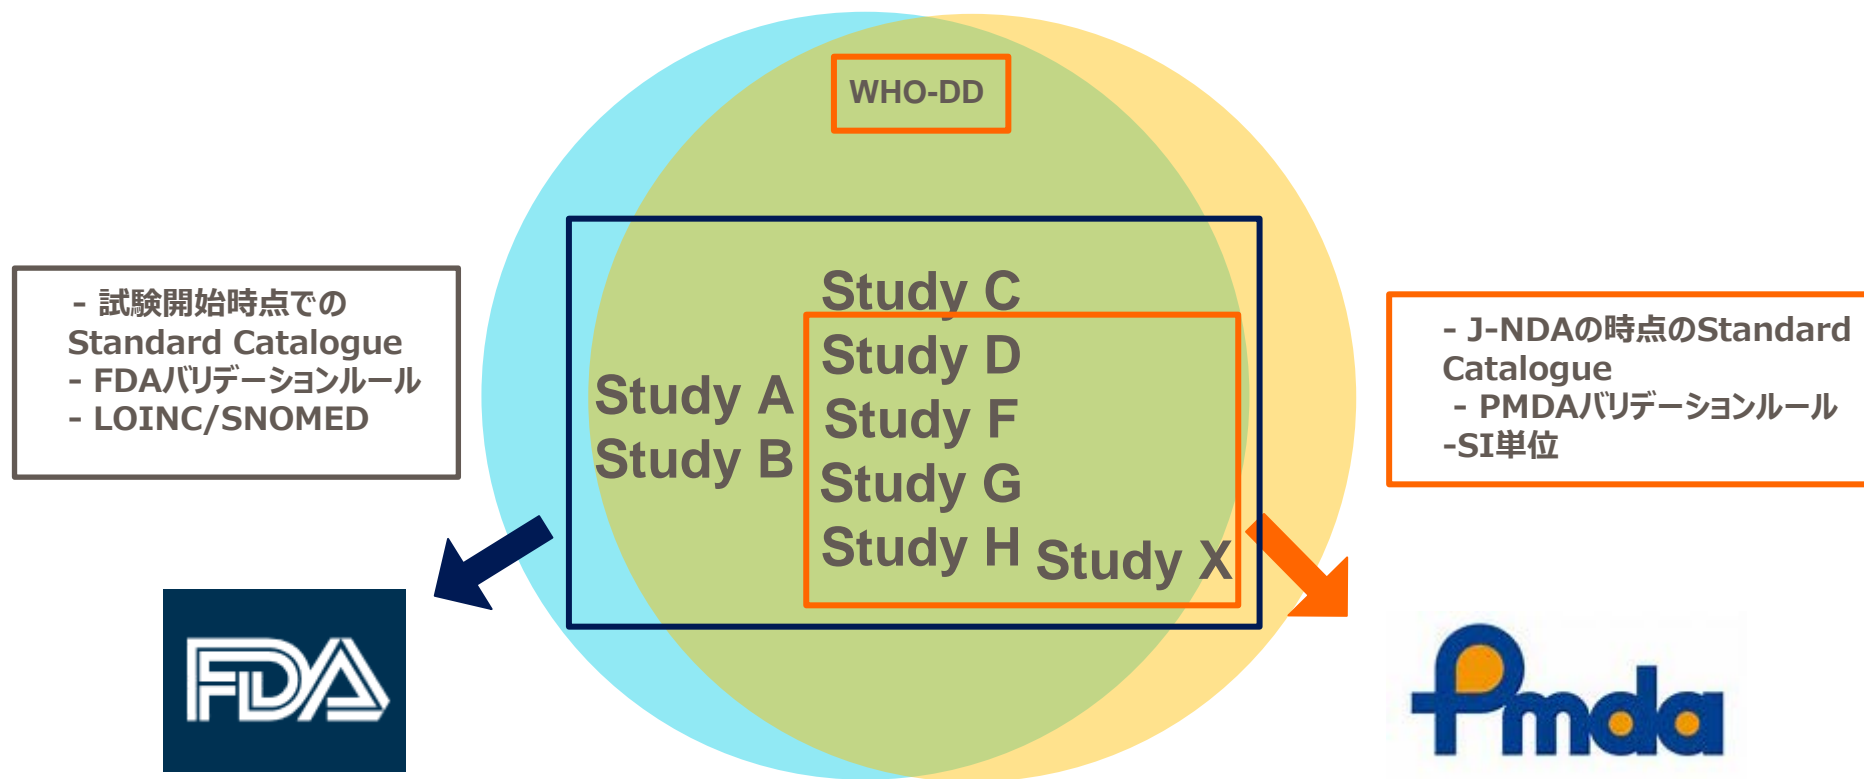 WHO-DD
- 試験開始時点での
Standard Catalogue
- FDAバリデーションルール
- LOINC/SNOMED
Study A
Study B
Study C
Study D
Study F
Study G
Study H
Study X
- J-NDAの時点のStandard
Catalogue
- PMDAバリデーションルール
-SI単位
FDA
Pmda